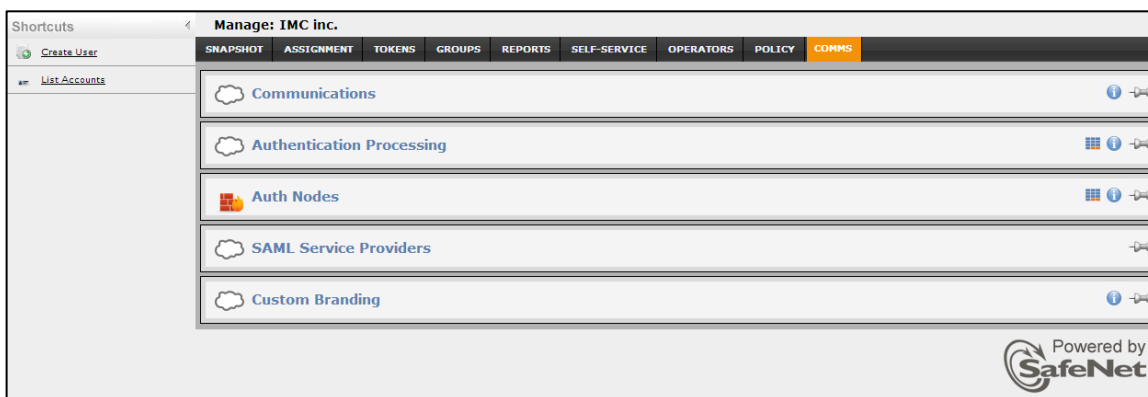 Shortcuts
Create User
List Accounts
Manage: IMC inc.
SNAPSHOT ASSIGNMENT TOKENS GROUPS REPORTS SELF-SERVICE OPERATORS POLICY COMMS
Communications
Authentication Processing
Auth Nodes
SAML Service Providers
Custom Branding
Powered by
SafeNet